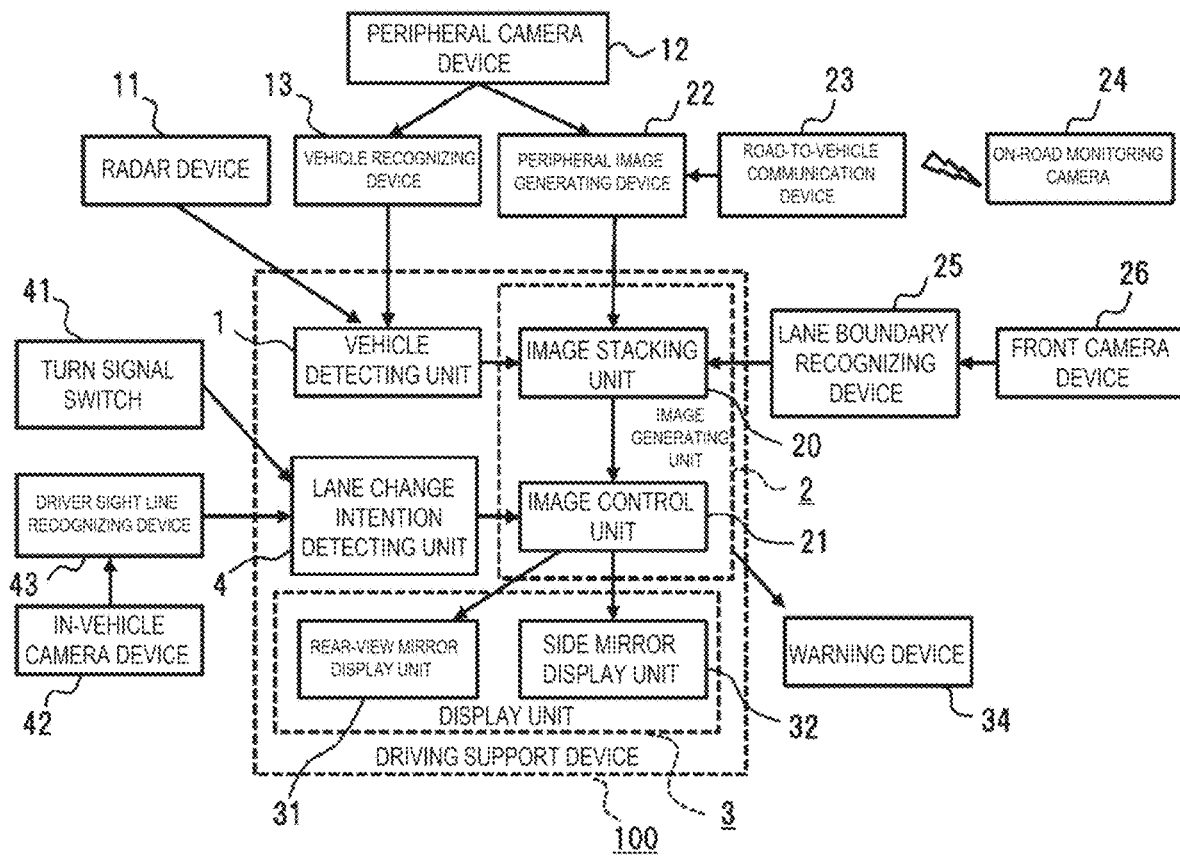 PERIPHERAL CAMERA
DEVICE
12
11
13
22
23
24
RADAR DEVICE
VEHICLE RECOGNIZING
DEVICE
PERIPHERAL IMAGE
GENERATING DEVICE
ROAD-TO-VEHICLE
COMMUNICATION
DEVICE
ON-ROAD MONITORING
CAMERA
41
1
25
26
TURN SIGNAL
SWITCH
VEHICLE
DETECTING UNIT
IMAGE STACKING
UNIT
LANE BOUNDARY
RECOGNIZING
DEVICE
FRONT CAMERA
DEVICE
IMAGE
GENERATING
UNIT
20
2
DRIVER SIGHT LINE
RECOGNIZING DEVICE
LANE CHANGE
INTENTION
DETECTING UNIT
IMAGE CONTROL
UNIT
21
43
4
IN-VEHICLE
CAMERA DEVICE
42
REAR-VIEW MIRROR
DISPLAY UNIT
SIDE MIRROR
DISPLAY UNIT
WARNING DEVICE
32
34
DISPLAY UNIT
DRIVING SUPPORT DEVICE
31
3
100